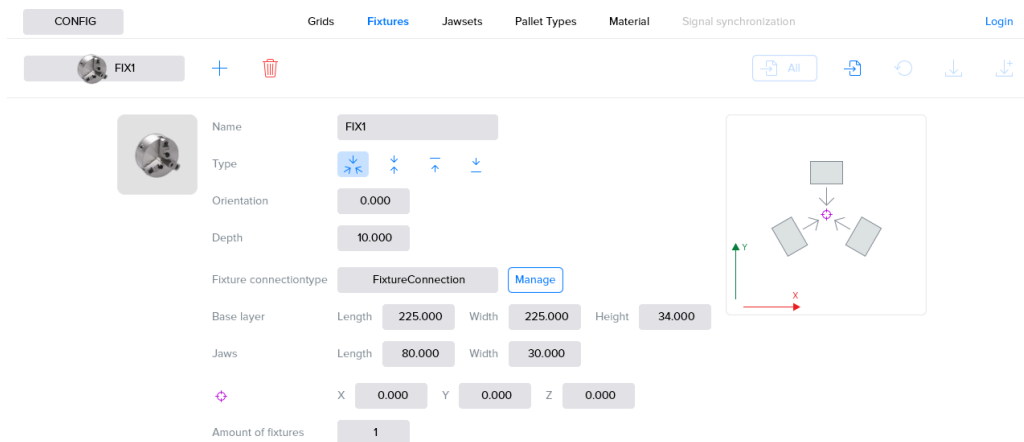 CONFIG Grids Fixtures Jawsets Pallet Types Material Signal synchronization Login
FIX1 All
Name FIX1
Type
Orientation 0.000
Depth 10.000
Fixture connectiontype FixtureConnection Manage
Base layer Length 225.000 Width 225.000 Height 34.000
Jaws Length 80.000 Width 30.000
X 0.000 Y 0.000 Z 0.000
Amount of fixtures 1
Y
X